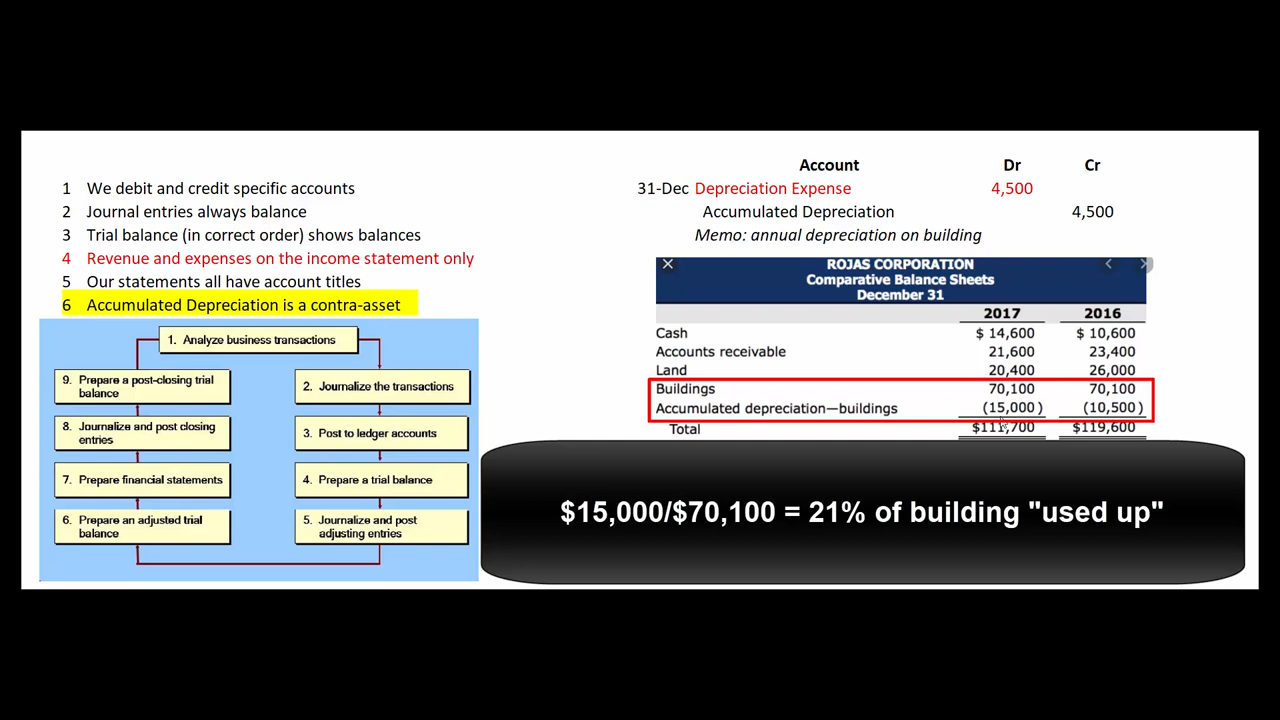 1 We debit and credit specific accounts
2 Journal entries always balance
3 Trial balance (in correct order) shows balances
4 Revenue and expenses on the income statement only
5 Our statements all have account titles
6 Accumulated Depreciation is a contra-asset
1. Analyze business transactions
9. Prepare a post-closing trial
balance
2. Journalize the transactions
8. Journalize and post closing
entries
3. Post to ledger accounts
7. Prepare financial statements
4. Prepare a trial balance
6. Prepare an adjusted trial
balance
5. Journalize and post
adjusting entries
Account Dr Cr
31-Dec Depreciation Expense 4,500
Accumulated Depreciation 4,500
Memo: annual depreciation on building
ROJAS CORPORATION
Comparative Balance Sheets
December 31
2017 2016
Cash $ 14,600 $ 10,600
Accounts receivable 21,600 23,400
Land 20,400 26,000
Buildings 70,100 70,100
Accumulated depreciation—buildings (15,000) (10,500)
Total $111,700 $119,600
$15,000/$70,100 = 21% of building "used up"